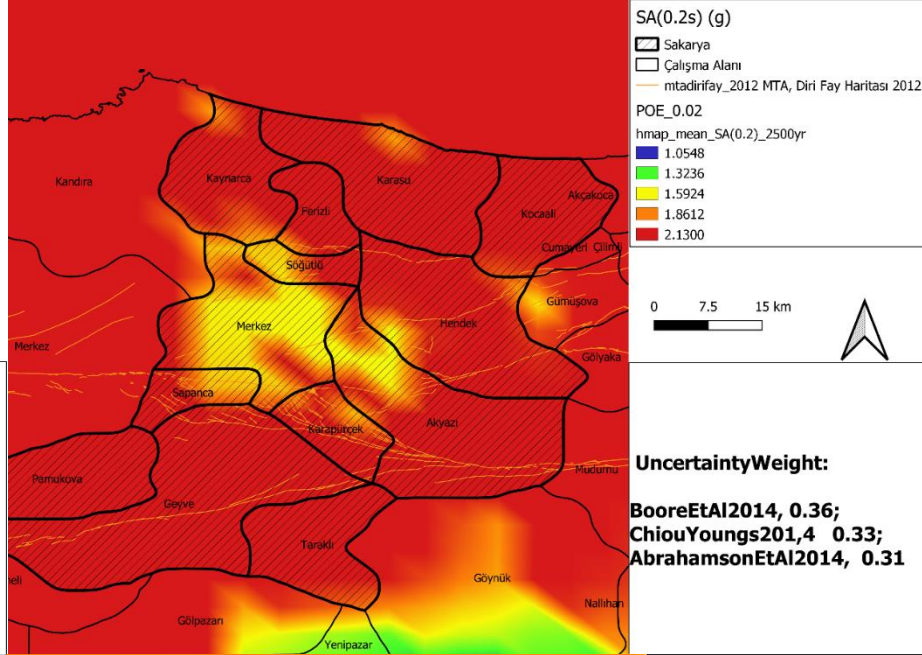 SA(0.2s) (g)
Sakarya
Çalışma Alanı
mtadirifay_2012 MTA, Diri Fay Haritası 2012
POE_0.02
hmap_mean_SA(0.2)_2500yr
1.0548
1.3236
1.5924
1.8612
2.1300
0 7.5 15 km
UncertaintyWeight:
BooreEtAl2014, 0.36;
ChiouYoungs201,4 0.33;
AbrahamsonEtAl2014, 0.31
Kandıra
Kaynarca
Karasu
Akçakoca
Ferizli
Kocaali
Cumayeri Çilimli
Söğütlü
Gümüşova
Merkez
Hendek
Merkez
Gölyaka
Sapanca
Karapürçek
Akyazı
Pamukova
Mudurnu
Geyve
Taraklı
neli
Göynük
Nallıhan
Gölpazarı
Yenipazar